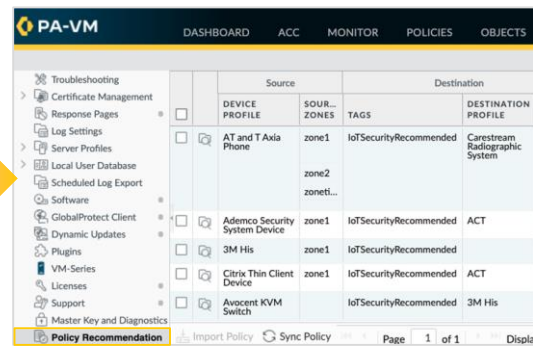 PA-VM
DASHBOARD ACC MONITOR POLICIES OBJECTS
Troubleshooting
Certificate Management
Response Pages
Log Settings
Server Profiles
Local User Database
Scheduled Log Export
Software
GlobalProtect Client
Dynamic Updates
Plugins
VM-Series
Licenses
Support
Master Key and Diagnostics
Policy Recommendation
Source Destination
DEVICE PROFILE SOUR... ZONES TAGS DESTINATION PROFILE
AT and T Axia Phone zone1 IoTSecurityRecommended Carestream Radiographic System
zone2
zoneti...
Ademco Security System Device zone1 IoTSecurityRecommended ACT
3M His zone1 IoTSecurityRecommended
Citrix Thin Client Device zone1 IoTSecurityRecommended ACT
Avocent KVM Switch zone1 IoTSecurityRecommended 3M His
Import Policy Sync Policy Page 1 of 1